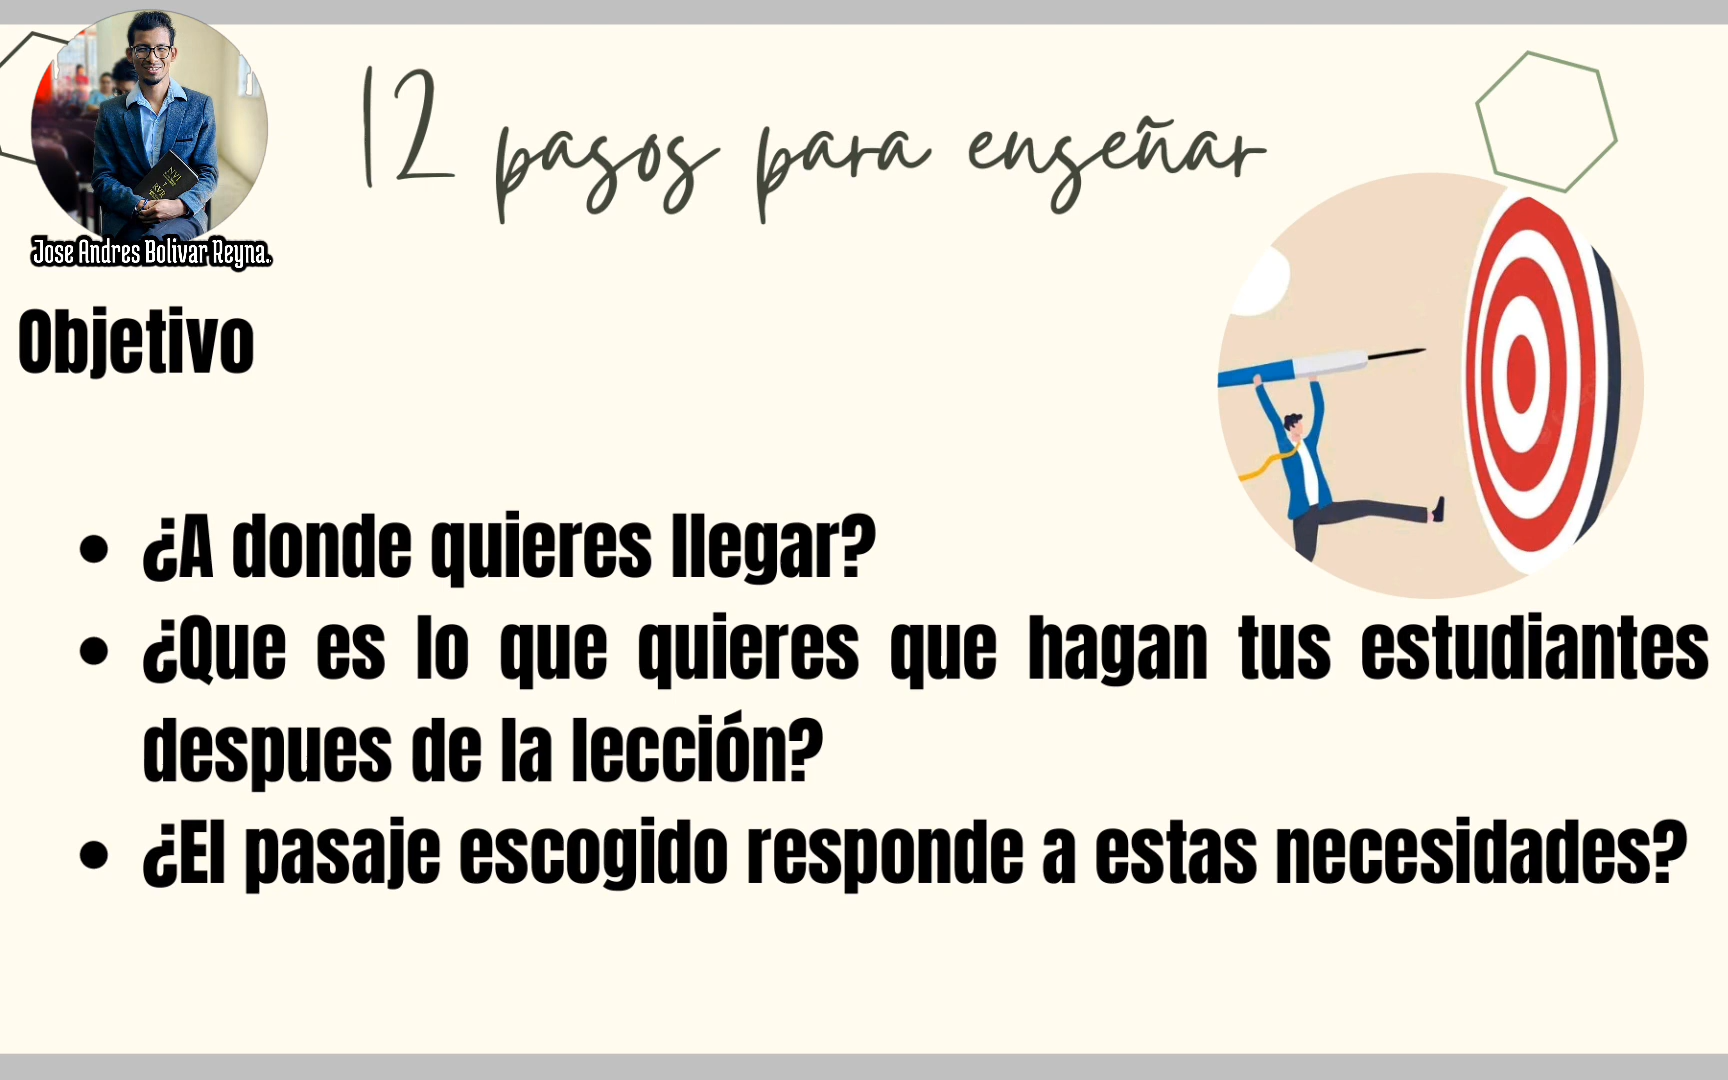 12 pasos para enseñar
Jose Andres Bolivar Reyna.
Objetivo
¿A donde quieres llegar?
¿Que es lo que quieres que hagan tus estudiantes
despues de la lección?
¿El pasaje escogido responde a estas necesidades?
NVI